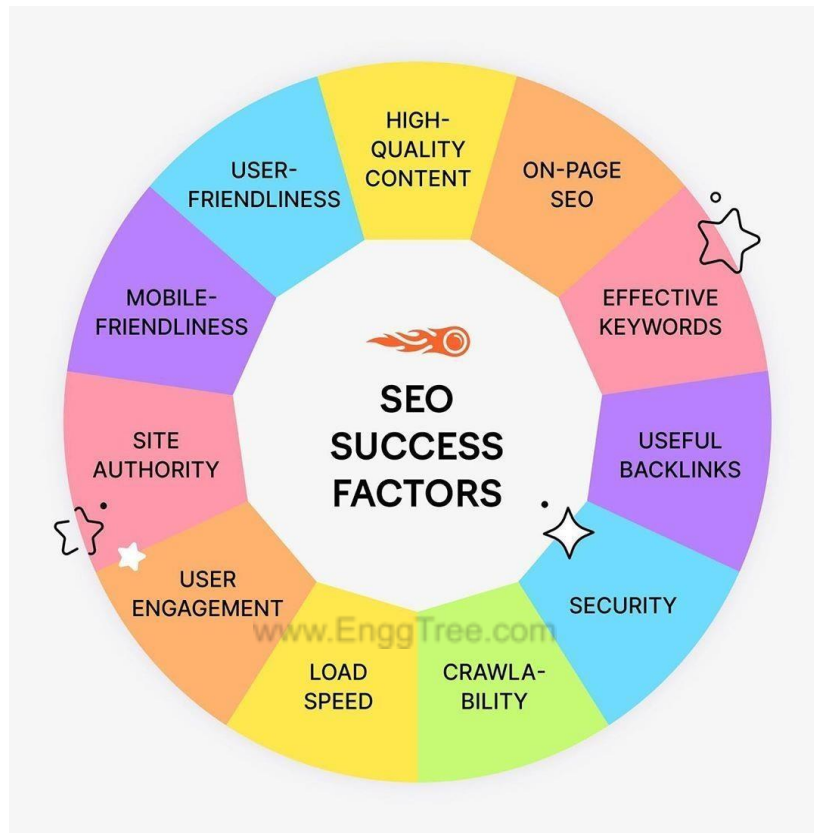 HIGH-
QUALITY
CONTENT
ON-PAGE
SEO
EFFECTIVE
KEYWORDS
USEFUL
BACKLINKS
SECURITY
CRAWLA-
BILITY
LOAD
SPEED
USER
ENGAGEMENT
SITE
AUTHORITY
MOBILE-
FRIENDLINESS
USER-
FRIENDLINESS
SEO
SUCCESS
FACTORS
www.EnggTree.com